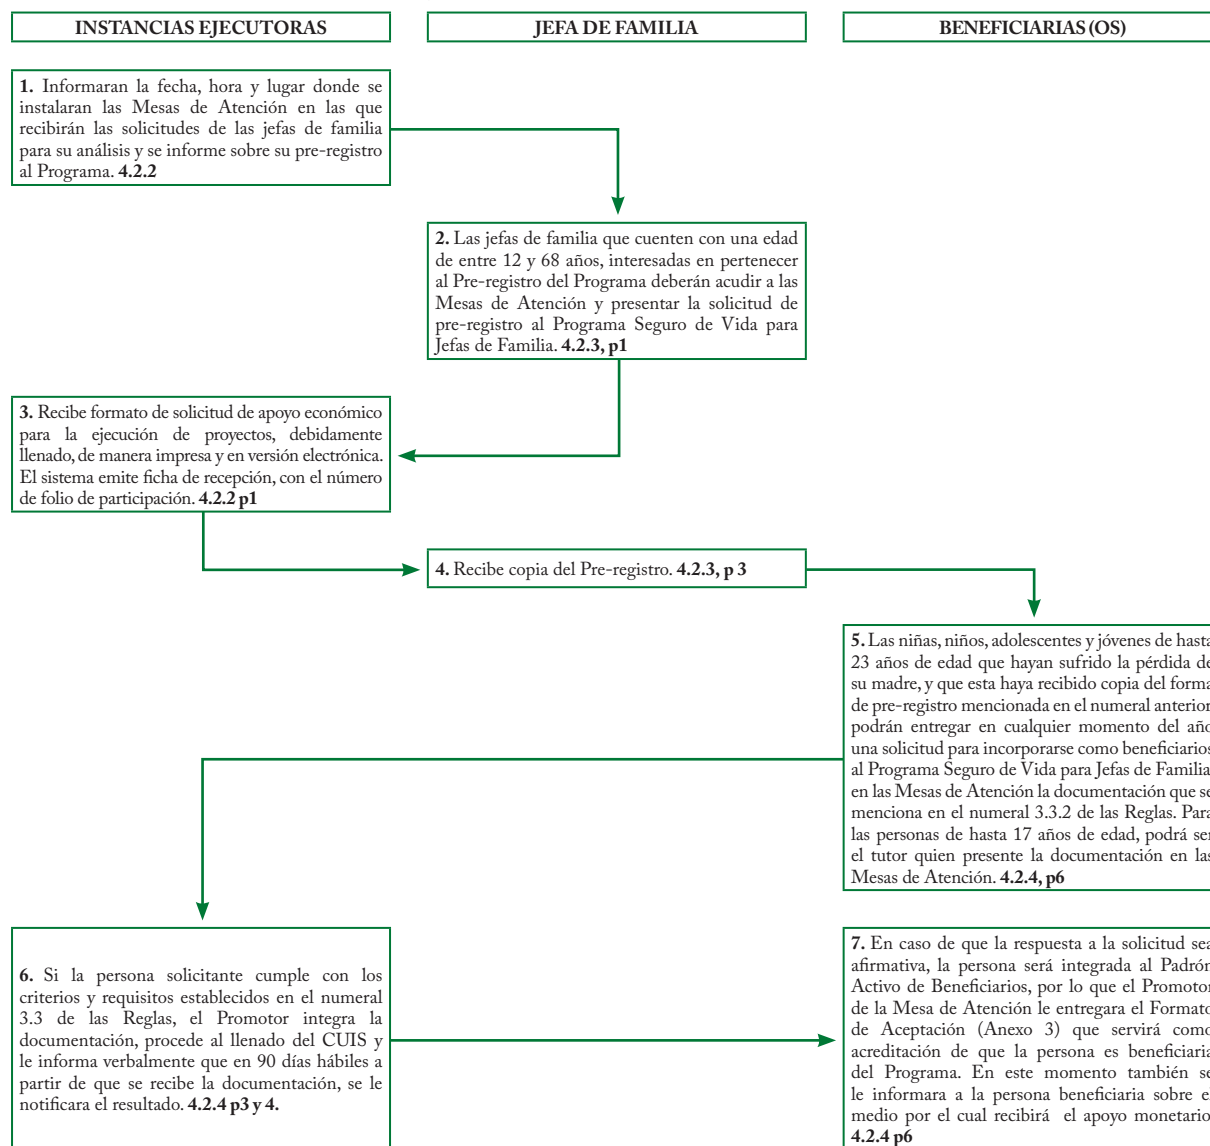 INSTANCIAS EJECUTORAS
JEFA DE FAMILIA
BENEFICIARIAS (OS)
1. Informaran la fecha, hora y lugar donde se
instalaran las Mesas de Atención en las que
recibirán las solicitudes de las jefas de familia
para su análisis y se informe sobre su pre-registro
al Programa. 4.2.2
2. Las jefas de familia que cuenten con una edad
de entre 12 y 68 años, interesadas en pertenecer
al Pre-registro del Programa deberán acudir a las
Mesas de Atención y presentar la solicitud de
pre-registro al Programa Seguro de Vida para
Jefas de Familia. 4.2.3, p1
3. Recibe formato de solicitud de apoyo económico
para la ejecución de proyectos, debidamente
llenado, de manera impresa y en versión electrónica.
El sistema emite ficha de recepción, con el número
de folio de participación. 4.2.2 p1
4. Recibe copia del Pre-registro. 4.2.3, p 3
5. Las niñas, niños, adolescentes y jóvenes de hasta
23 años de edad que hayan sufrido la pérdida de
su madre, y que esta haya recibido copia del forma
de pre-registro mencionada en el numeral anterior
podrán entregar en cualquier momento del año
una solicitud para incorporarse como beneficiarios
al Programa Seguro de Vida para Jefas de Familia
en las Mesas de Atención la documentación que se
menciona en el numeral 3.3.2 de las Reglas. Para
las personas de hasta 17 años de edad, podrá ser
el tutor quien presente la documentación en las
Mesas de Atención. 4.2.4, p6
6. Si la persona solicitante cumple con los
criterios y requisitos establecidos en el numeral
3.3 de las Reglas, el Promotor integra la
documentación, procede al llenado del CUIS y
le informa verbalmente que en 90 días hábiles a
partir de que se recibe la documentación, se le
notificara el resultado. 4.2.4 p3 y 4.
7. En caso de que la respuesta a la solicitud sea
afirmativa, la persona será integrada al Padrón
Activo de Beneficiarios, por lo que el Promotor
de la Mesa de Atención le entregara el Formato
de Aceptación (Anexo 3) que servirá como
acreditación de que la persona es beneficiaria
del Programa. En este momento también se
le informara a la persona beneficiaria sobre el
medio por el cual recibirá el apoyo monetario
4.2.4 p6